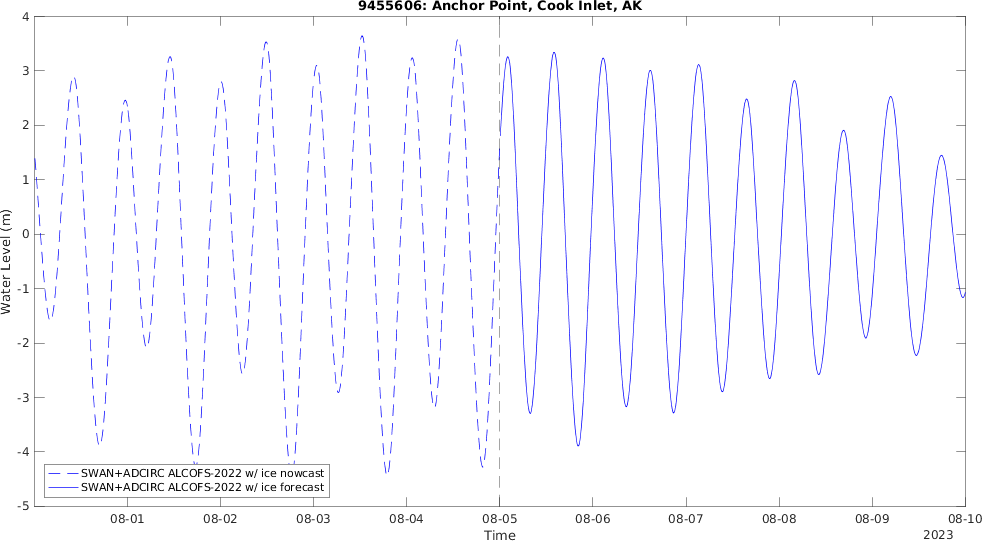 9455606: Anchor Point, Cook Inlet, AK
4
3
2
1
0
-1
-2
-3
-4
-5
Water Level (m)
SWAN+ADCIRC ALCOFS-2022 w/ ice nowcast
SWAN+ADCIRC ALCOFS-2022 w/ ice forecast
08-01 08-02 08-03 08-04 08-05 08-06 08-07 08-08 08-09 08-10
Time
2023